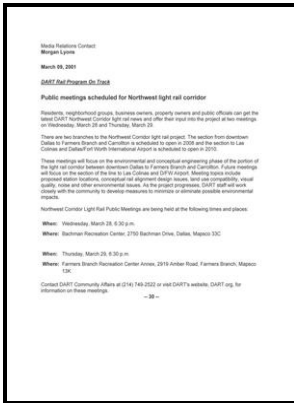 Media Relations Contact:
Morgan Lyons
March 09, 2001
DART Rail Program On Track
Public meetings scheduled for Northwest light rail corridor
Residents, neighborhood groups, business owners, property owners and public officials can get the
latest DART Northwest Corridor light rail news and offer their input into the project at two meetings
on Wednesday, March 28 and Thursday, March 29.
There are two branches to the Northwest Corridor light rail project. The section from downtown
Dallas to Farmers Branch and Carrollton is scheduled to open in 2008 and the section to Las
Colinas and Dallas/Fort Worth International Airport is scheduled to open in 2010.
These meetings will focus on the environmental and conceptual engineering phase of the portion of
the light rail corridor between downtown Dallas to Farmers Branch and Carrollton. Future meetings
will focus on the section of the line to Las Colinas and D/FW Airport. Meeting topics include
proposed station locations, conceptual rail alignment design issues, land use compatibility, visual
quality, noise and other environmental issues. As the project progresses, DART staff will work
closely with the community to develop measures to minimize or eliminate possible environmental
impacts.
Northwest Corridor Light Rail Public Meetings are being held at the following times and places:
When: Wednesday, March 28, 6:30 p.m.
Where: Bachman Recreation Center, 2750 Bachman Drive, Dallas, Mapsco 33C
When: Thursday, March 29, 6:30 p.m.
Where: Farmers Branch Recreation Center Annex, 2919 Amber Road, Farmers Branch, Mapsco
13K
Contact DART Community Affairs at (214) 749-2522 or visit DART's website, DART.org, for
information on these meetings.
-- 30 --